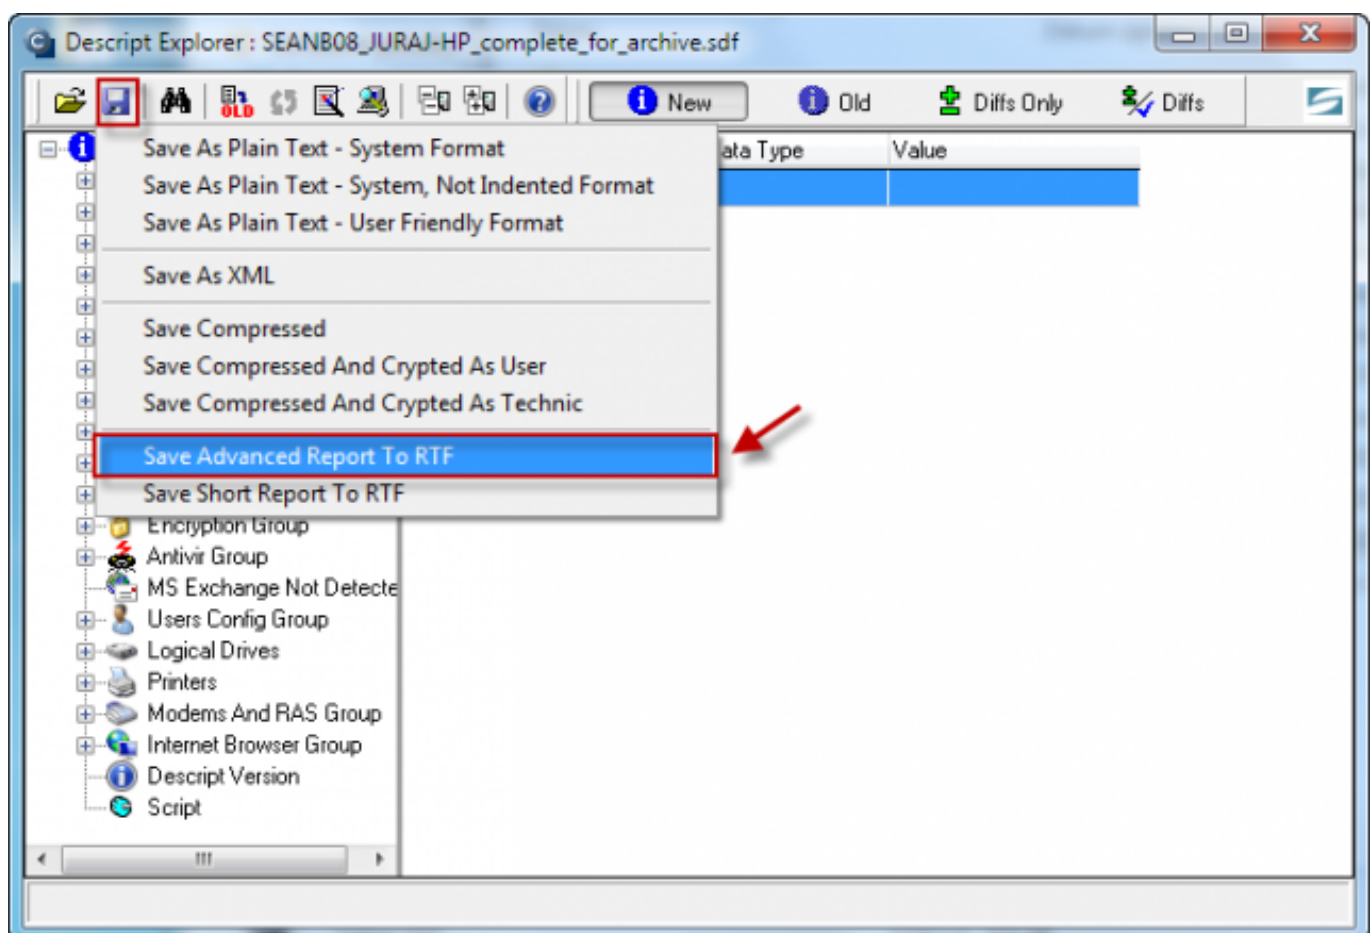 Descript Explorer : SEANB08_JURAJ-HP_complete_for_archive.sdf
OLD
New
Old
Diffs Only
Diffs
ata Type
Value
Save As Plain Text - System Format
Save As Plain Text - System, Not Indented Format
Save As Plain Text - User Friendly Format
Save As XML
Save Compressed
Save Compressed And Crypted As User
Save Compressed And Crypted As Technic
Save Advanced Report To RTF
Save Short Report To RTF
Encryption Group
Antivir Group
MS Exchange Not Detecte
Users Config Group
Logical Drives
Printers
Modems And RAS Group
Internet Browser Group
Descript Version
Script